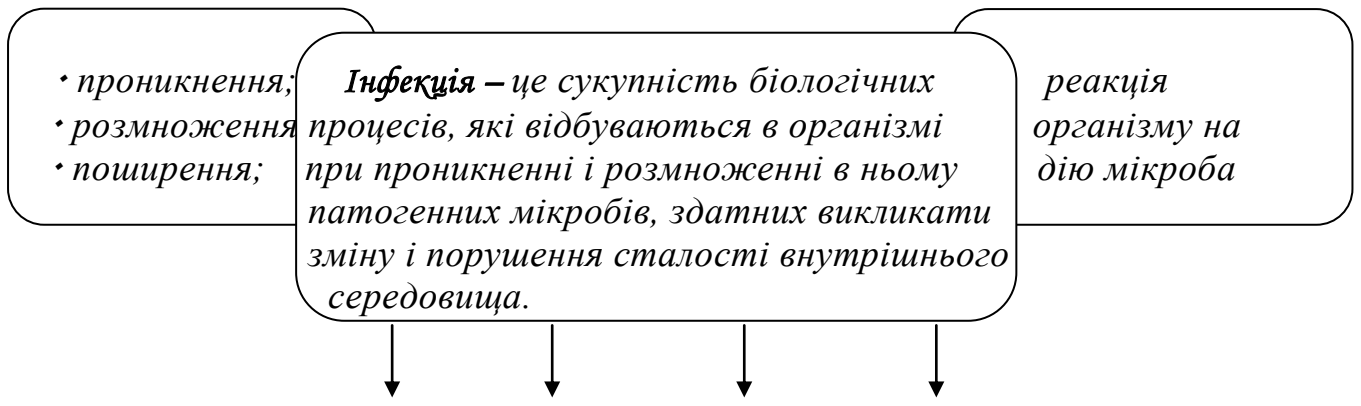 · проникнення;
· розмноження
· поширення;
Інфекція – це сукупність біологічних
процесів, які відбуваються в організмі
при проникненні і розмноженні в ньому
патогенних мікробів, здатних викликати
зміну і порушення сталості внутрішнього
середовища.
реакція
організму на
дію мікроба